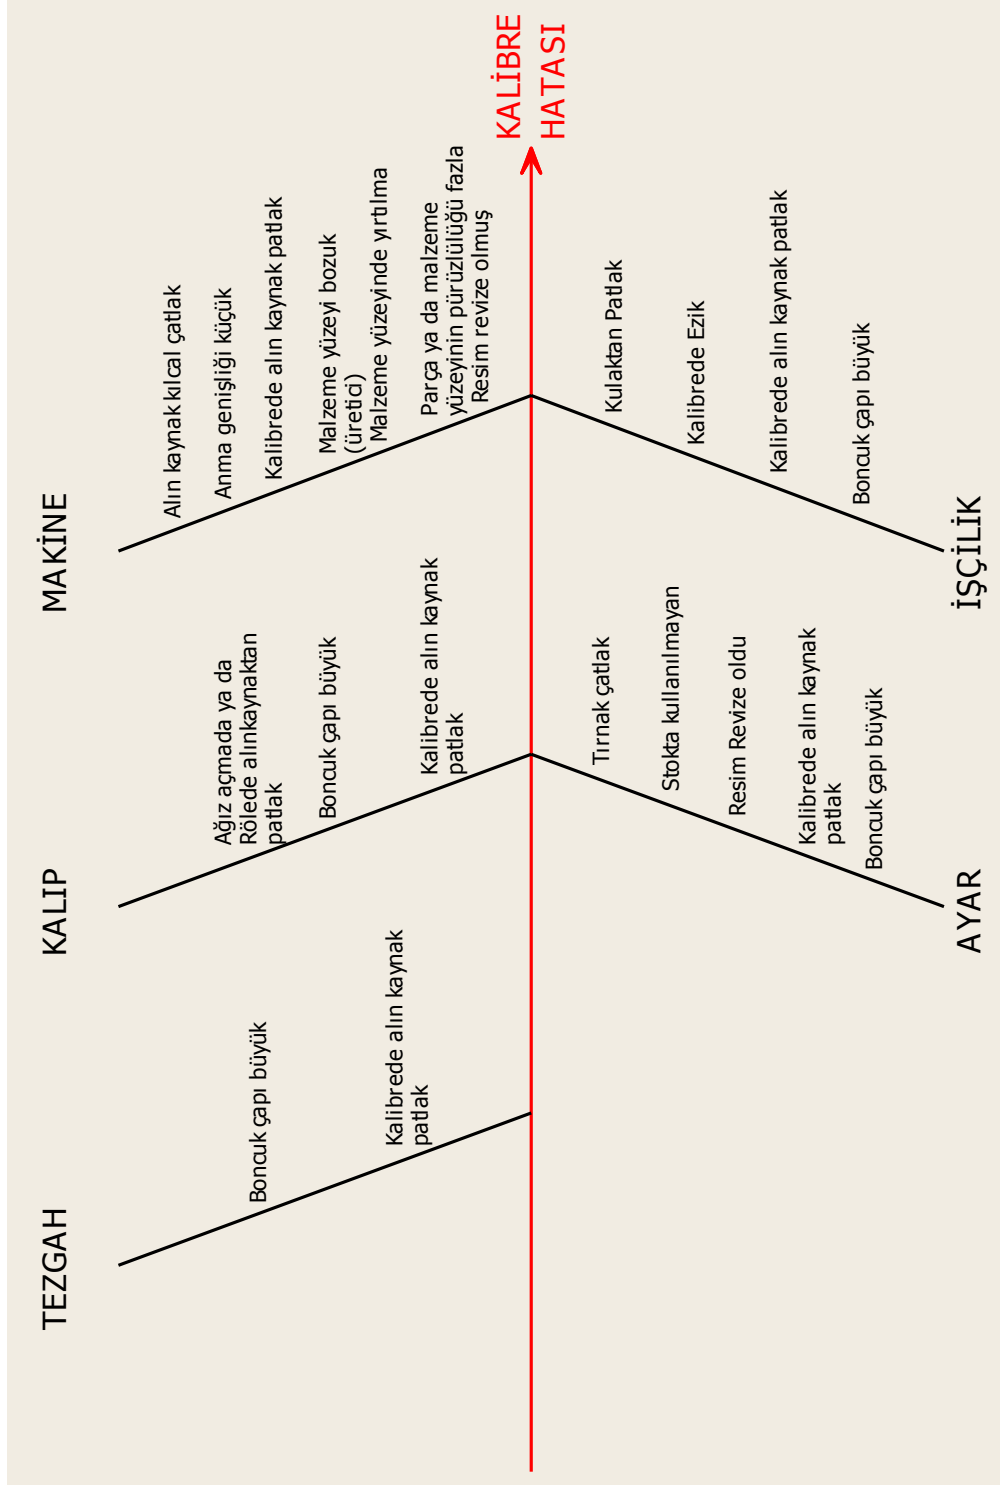 TEZGAH
Boncuk çapı büyük
Kalibrede alın kaynak
patlak
KALIP
Ağız açmada ya da
Rölede alınkaynaktan
patlak
Boncuk çapı büyük
Kalibrede alın kaynak
patlak
MAKİNE
Alın kaynak kılcal çatlak
Anma genişliği küçük
Kalibrede alın kaynak patlak
Malzeme yüzeyi bozuk
(üretici)
Malzeme yüzeyinde yırtılma
Parça ya da malzeme
yüzeyinin pürüzlülüğü fazla
Resim revize olmuş
KALİBRE
HATASI
Tırnak çatlak
Stokta kullanılmayan
Resim Revize oldu
Kalibrede alın kaynak
patlak
Boncuk çapı büyük
AYAR
Kulaktan Patlak
Kalibrede Ezik
Kalibrede alın kaynak patlak
Boncuk çapı büyük
İŞÇİLİK